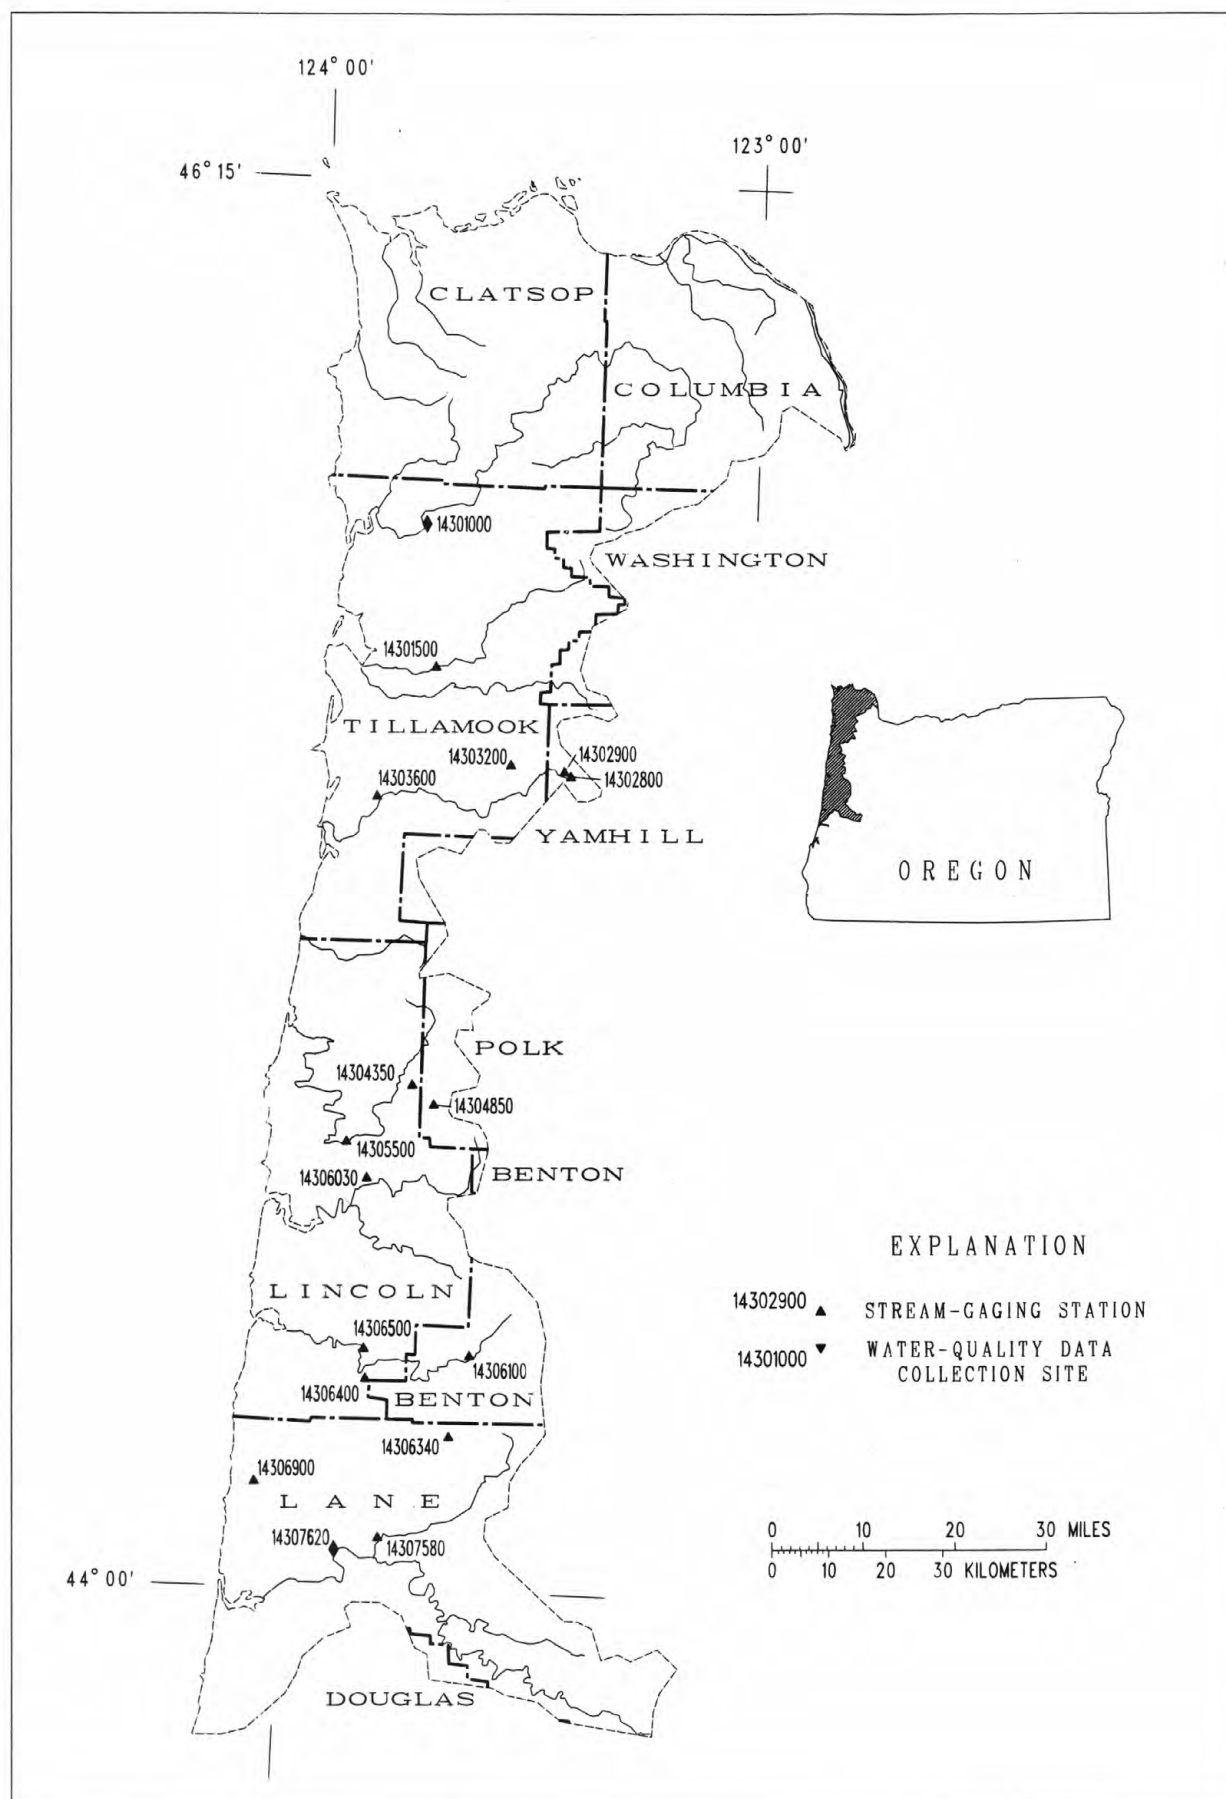 124° 00'
123° 00'
46° 15'
CLATSOP
COLUMBIA
14301000
WASHINGTON
14301500
TILLAMOOK
14303200
14302900
14302800
14303600
YAMHILL
OREGON
POLK
14304350
14304850
14305500
14306030
BENTON
LINCOLN
14306500
14306100
14306400
BENTON
14306340
14306900
LANE
14307620
14307580
44° 00'
DOUGLAS
EXPLANATION
14302900 STREAM-GAGING STATION
14301000 WATER-QUALITY DATA
COLLECTION SITE
0 10 20 30 MILES
0 10 20 30 KILOMETERS